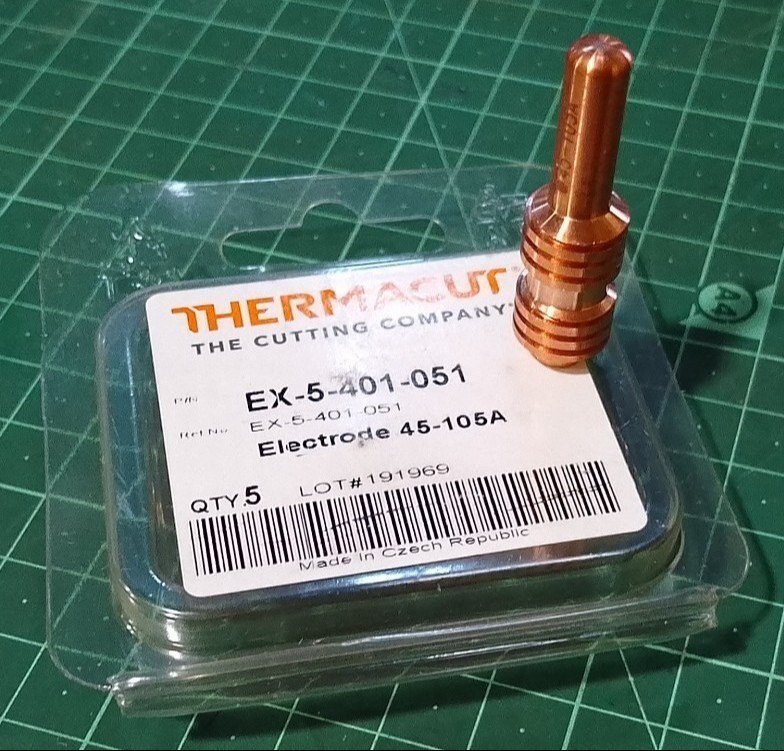 THERMACUT
THE CUTTING COMPANY
P/N:
EX-5-401-051
Ref No.
EX-5-401-051
Electrode 45-105A
QTY.5 LOT#191969
Made In Czech Republic
A4